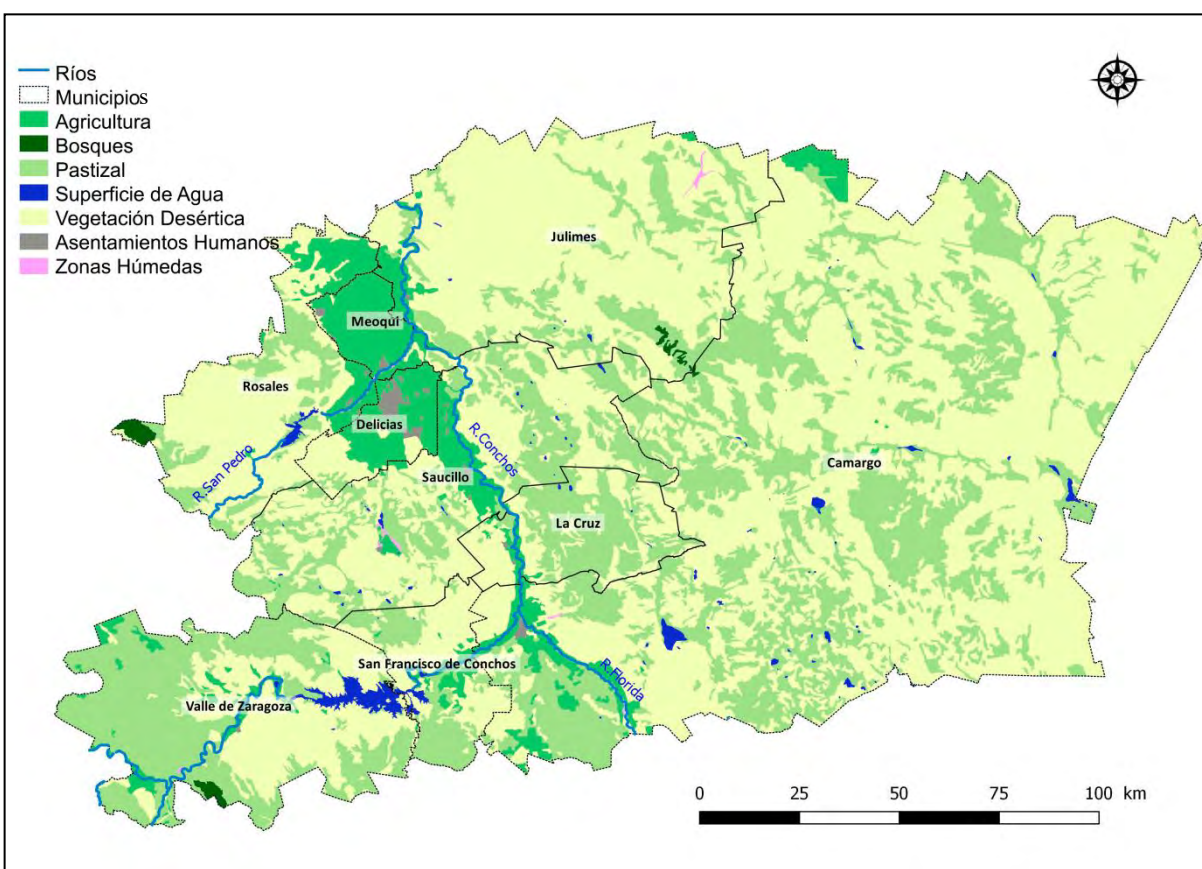 Ríos
Municipios
Agricultura
Bosques
Pastizal
Superficie de Agua
Vegetación Desértica
Asentamientos Humanos
Zonas Húmedas
Julimes
Meoqui
Rosales
Delicias
R.Conchos
R.San Pedro
Saucillo
Camargo
La Cruz
San Francisco de Conchos
R.Florida
Valle de Zaragoza
0 25 50 75 100 km